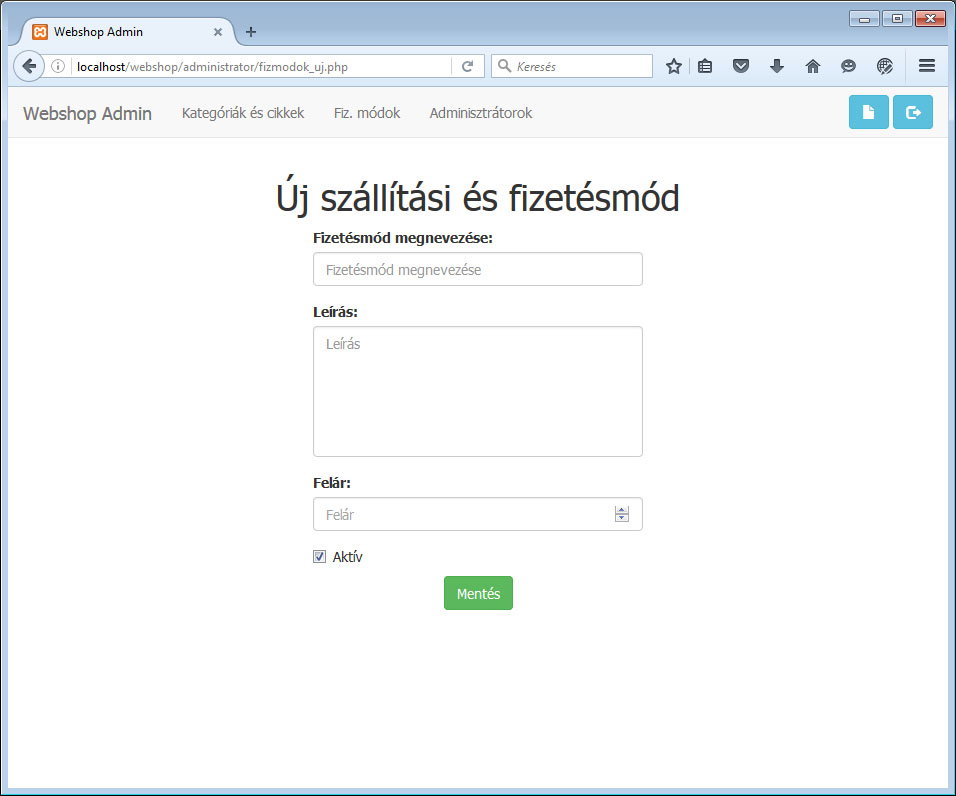 Webshop Admin
localhost/webshop/administrator/fizmodok_uj.php
Keresés
Webshop Admin Kategóriák és cikkek Fiz. módok Adminisztrátorok
Új szállítási és fizetésmód
Fizetésmód megnevezése:
Fizetésmód megnevezése
Leírás:
Leírás
Felár:
Felár
Aktív
Mentés